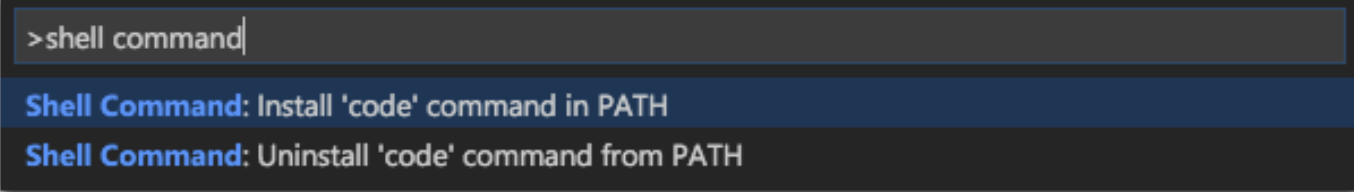 >shell command
Shell Command: Install 'code' command in PATH
Shell Command: Uninstall 'code' command from PATH